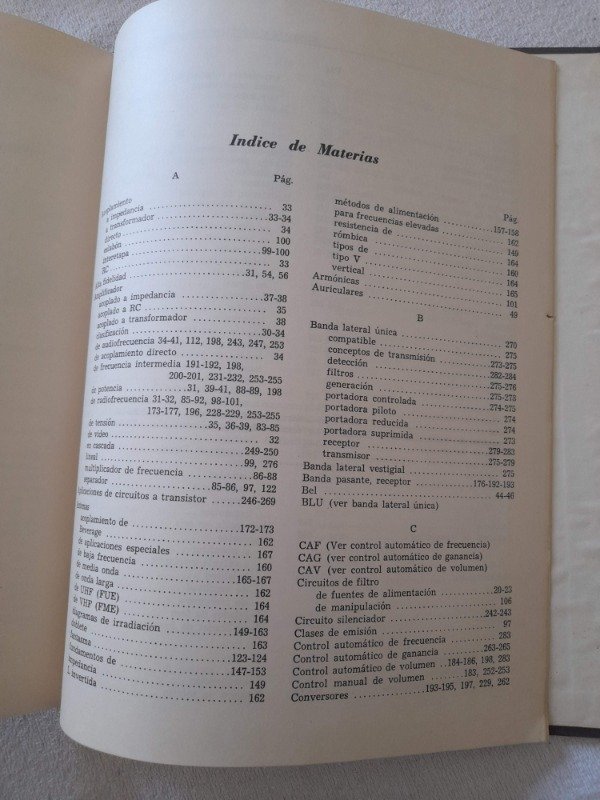 Indice de Materias
A
Pág.
Acoplamiento
a impedancia ........ 33
a transformador ........ 33-34
directo ........ 34
eslabón ........ 100
interetapa ........ 99-100
RC ........ 33
Alta fidelidad ........ 31, 54, 56
Amplificador
acoplado a impedancia ........ 37-38
acoplado a RC ........ 35
acoplado a transformador ........ 38
clasificación ........ 30-34
de audiofrecuencia 34-41, 112, 198, 243, 247, 253
de acoplamiento directo ........ 34
de frecuencia intermedia 191-192, 198,
200-201, 231-232, 253-255
de potencia ........ 31, 39-41, 88-89, 198
de radiofrecuencia 31-32, 85-92, 98-101,
173-177, 196, 228-229, 253-255
de tensión ........ 35, 36-39, 83-85
de video ........ 32
en cascada ........ 249-250
lineal ........ 99, 276
multiplicador de frecuencia ........ 86-88
separador ........ 85-86, 97, 122
Aplicaciones de circuitos a transistor ........ 246-269
Antenas
acoplamiento de ........ 172-173
Beverage ........ 162
de aplicaciones especiales ........ 167
de baja frecuencia ........ 160
de media onda ........ 165-167
de onda larga ........ 162
de UHF (FUE) ........ 164
de VHF (FME) ........ 164
diagramas de irradiación ........ 149-163
doblete ........ 163
fantasma ........ 123-124
fundamentos de ........ 147-153
impedancia ........ 149
L invertida ........ 162
Pág.
métodos de alimentación ........ 157-158
para frecuencias elevadas ........ 162
resistencia de ........ 149
rómbica ........ 164
tipos de ........ 160
tipo V ........ 164
vertical ........ 165
Armónicas ........ 101
Auriculares ........ 49
B
Banda lateral única ........ 270
compatible ........ 275
conceptos de transmisión ........ 273-275
detección ........ 282-284
filtros ........ 275-276
generación ........ 275-278
portadora controlada ........ 274-275
portadora piloto ........ 274
portadora reducida ........ 274
portadora suprimida ........ 273
receptor ........ 279-283
transmisor ........ 275-279
Banda lateral vestigial ........ 275
Banda pasante, receptor ........ 176-192-193
Bel ........ 44-46
BLU (ver banda lateral única)
C
CAF (Ver control automático de frecuencia)
CAG (Ver control automático de ganancia)
CAV (Ver control automático de volumen)
Circuitos de filtro
de fuentes de alimentación ........ 20-23
de manipulación ........ 106
Circuito silenciador ........ 242-243
Clases de emisión ........ 97
Control automático de frecuencia ........ 283
Control automático de ganancia ........ 263-265
Control automático de volumen ..184-186, 198, 283
Control manual de volumen ........ 183, 252-253
Conversores ........ 193-195, 197, 229, 262